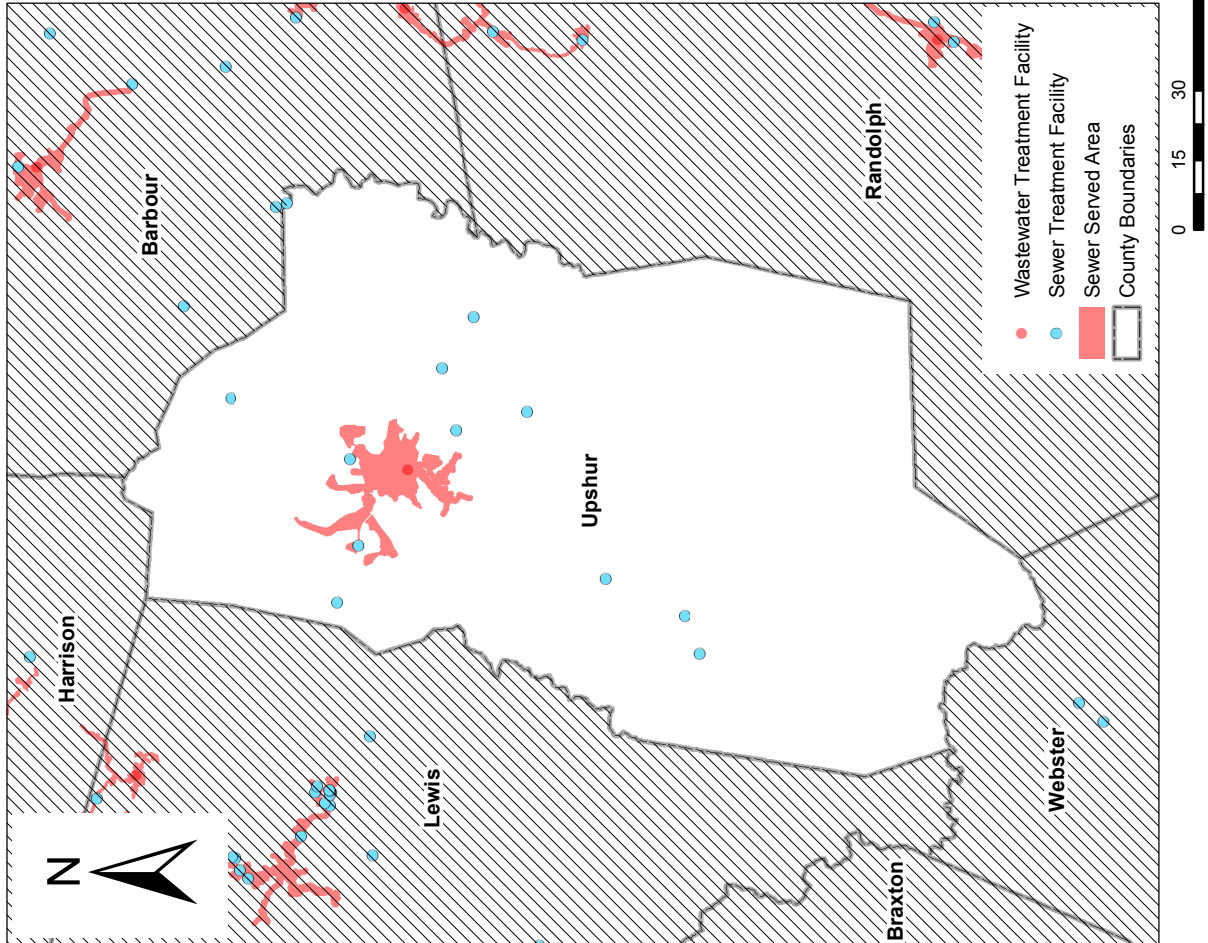 N
Harrison
Barbour
Lewis
Upshur
Randolph
Braxton
Webster
Wastewater Treatment Facility
Sewer Treatment Facility
Sewer Served Area
County Boundaries
0 15 30